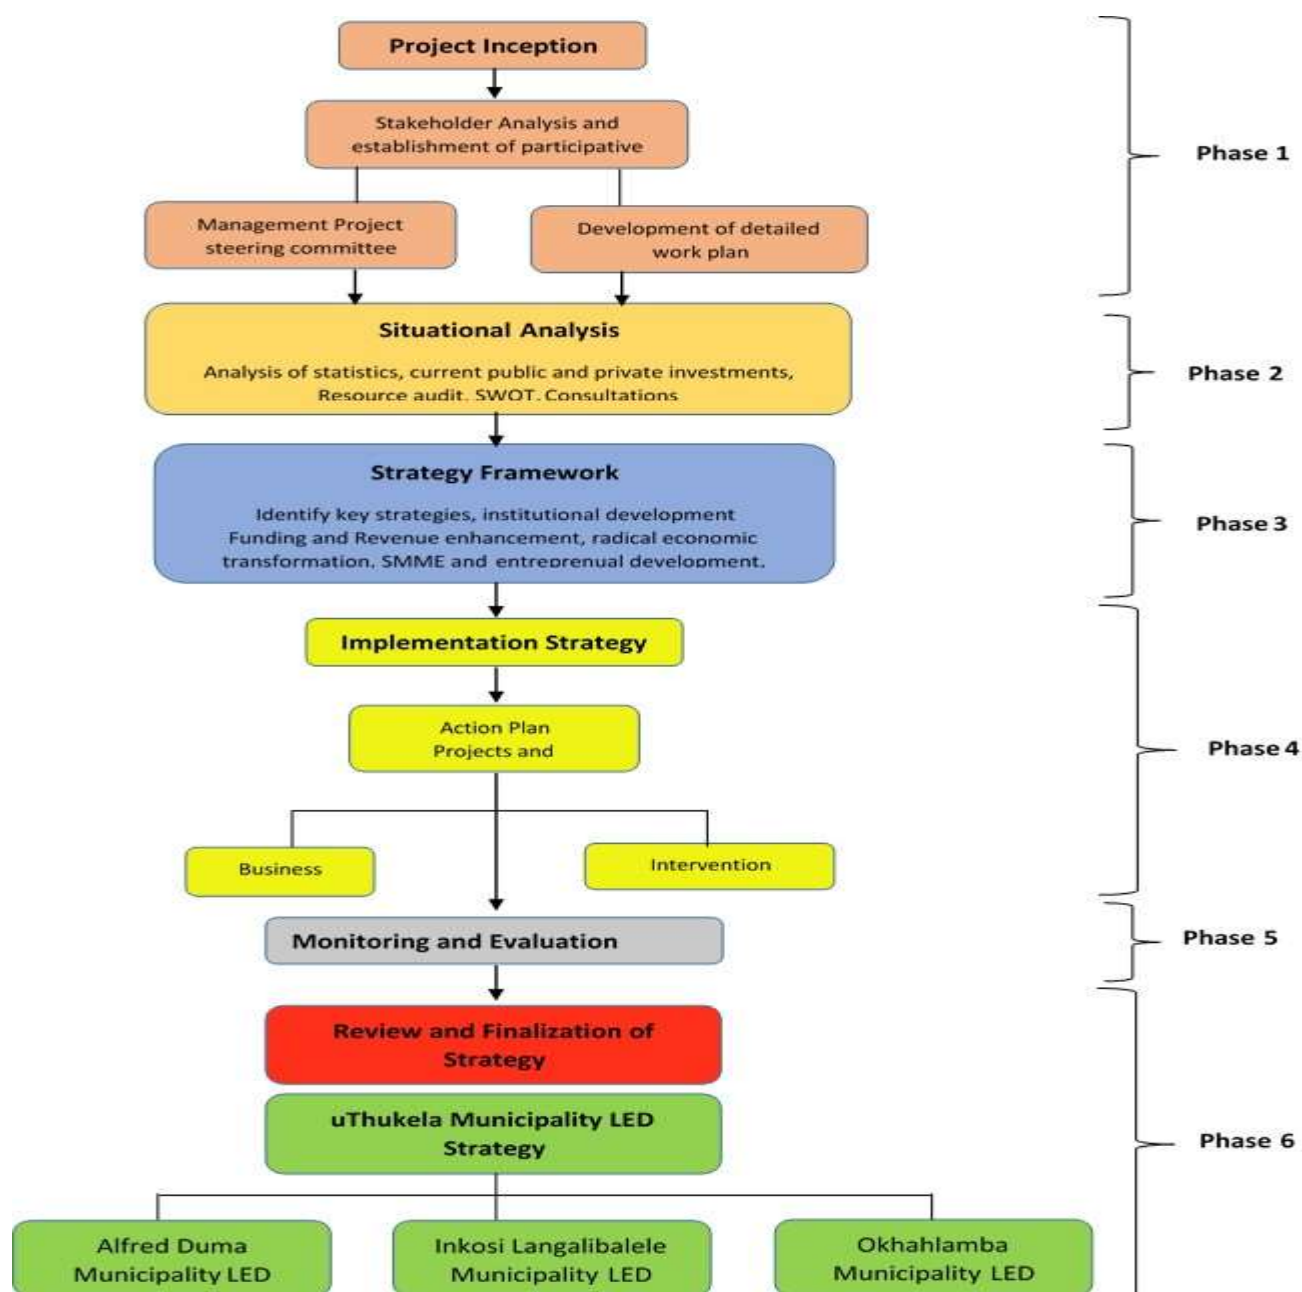 Project Inception
Stakeholder Analysis and
establishment of participative
Phase 1
Management Project
steering committee
Development of detailed
work plan
Situational Analysis
Analysis of statistics, current public and private investments,
Resource audit. SWOT. Consultations
Phase 2
Strategy Framework
Identify key strategies, institutional development
Funding and Revenue enhancement, radical economic
transformation. SMME and entreprenual development.
Phase 3
Implementation Strategy
Action Plan
Projects and
Phase 4
Business
Intervention
Monitoring and Evaluation
Phase 5
Review and Finalization of
Strategy
uThukela Municipality LED
Strategy
Phase 6
Alfred Duma
Municipality LED
Inkosi Langalibalele
Municipality LED
Okhahlamba
Municipality LED